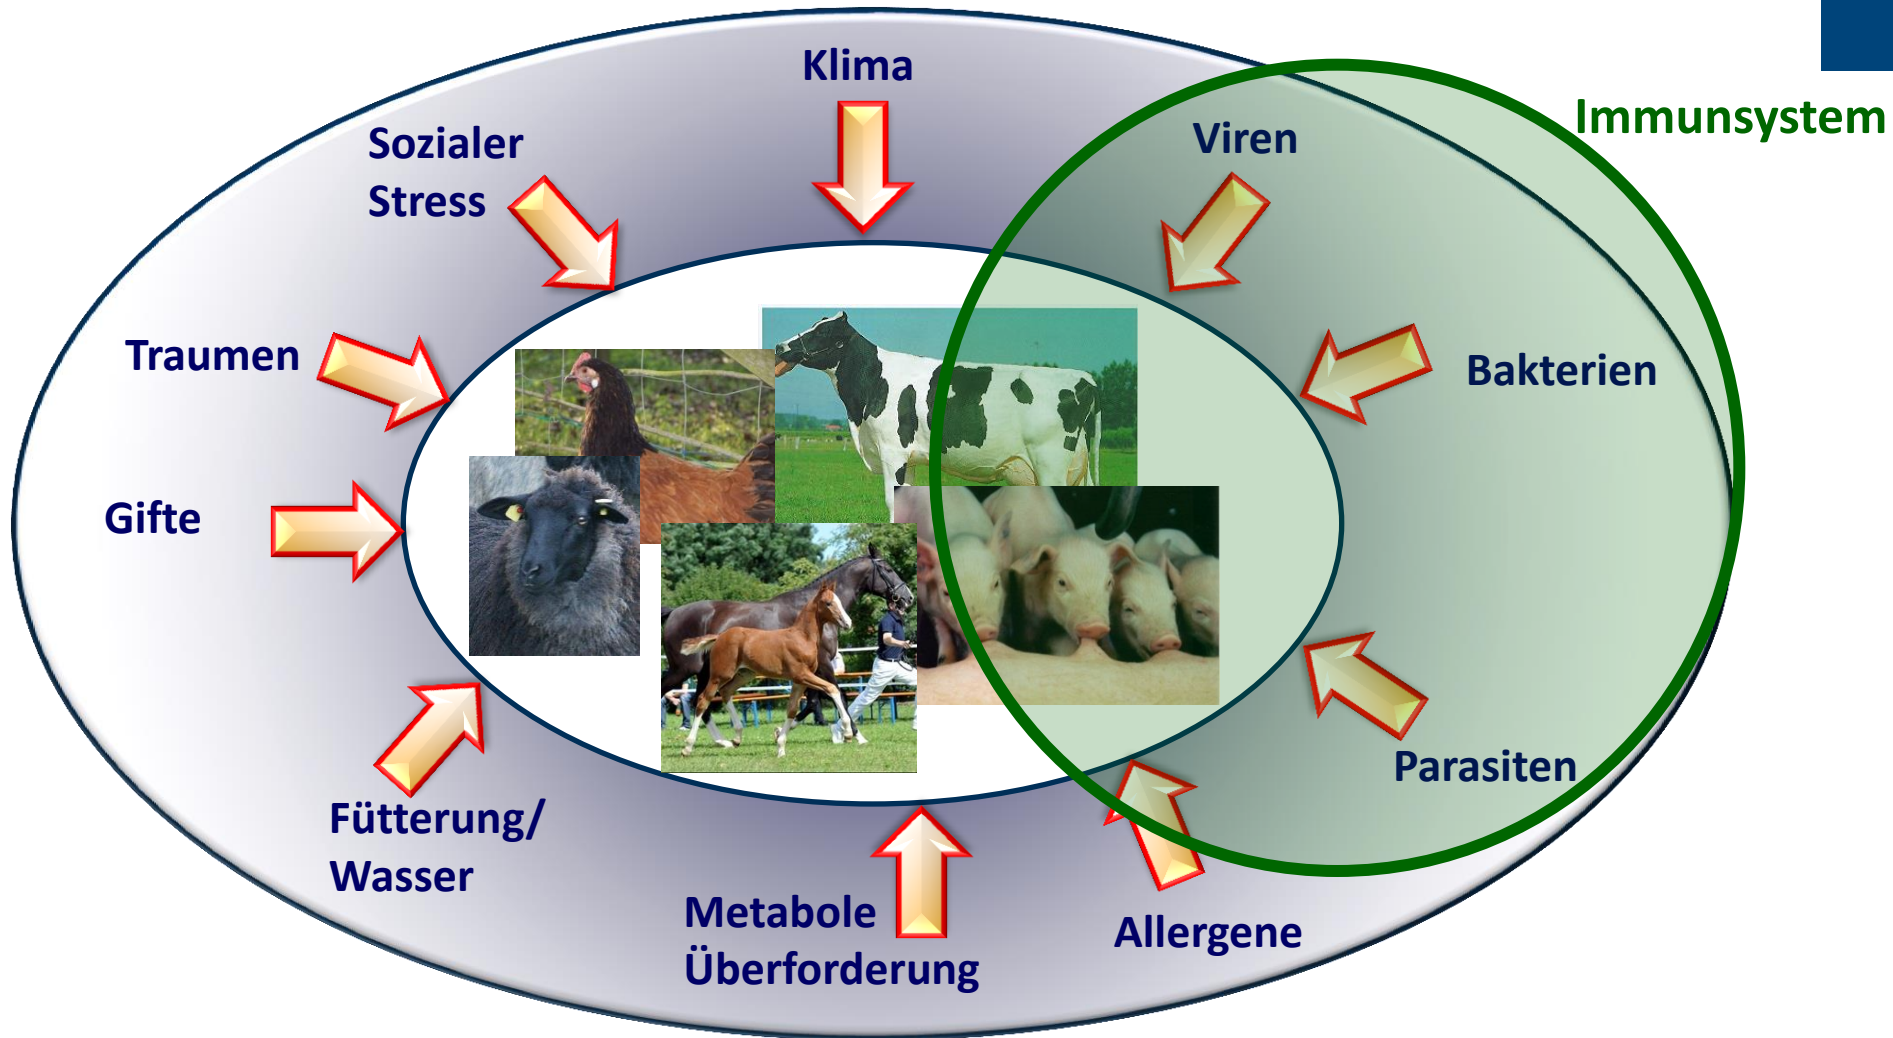 Klima
Immunsystem
Sozialer
Stress
Viren
Traumen
Bakterien
Gifte
Parasiten
Fütterung/
Wasser
Metabole
Überforderung
Allergene